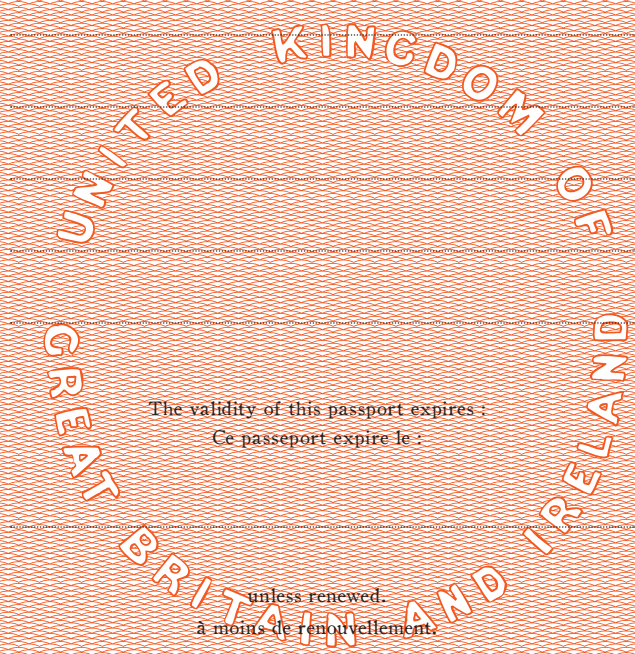 UNITED KINGDOM OF
GREAT BRITAIN AND IRELAND
The validity of this passport expires :
Ce passeport expire le :
unless renewed.
à moins de renouvellement.